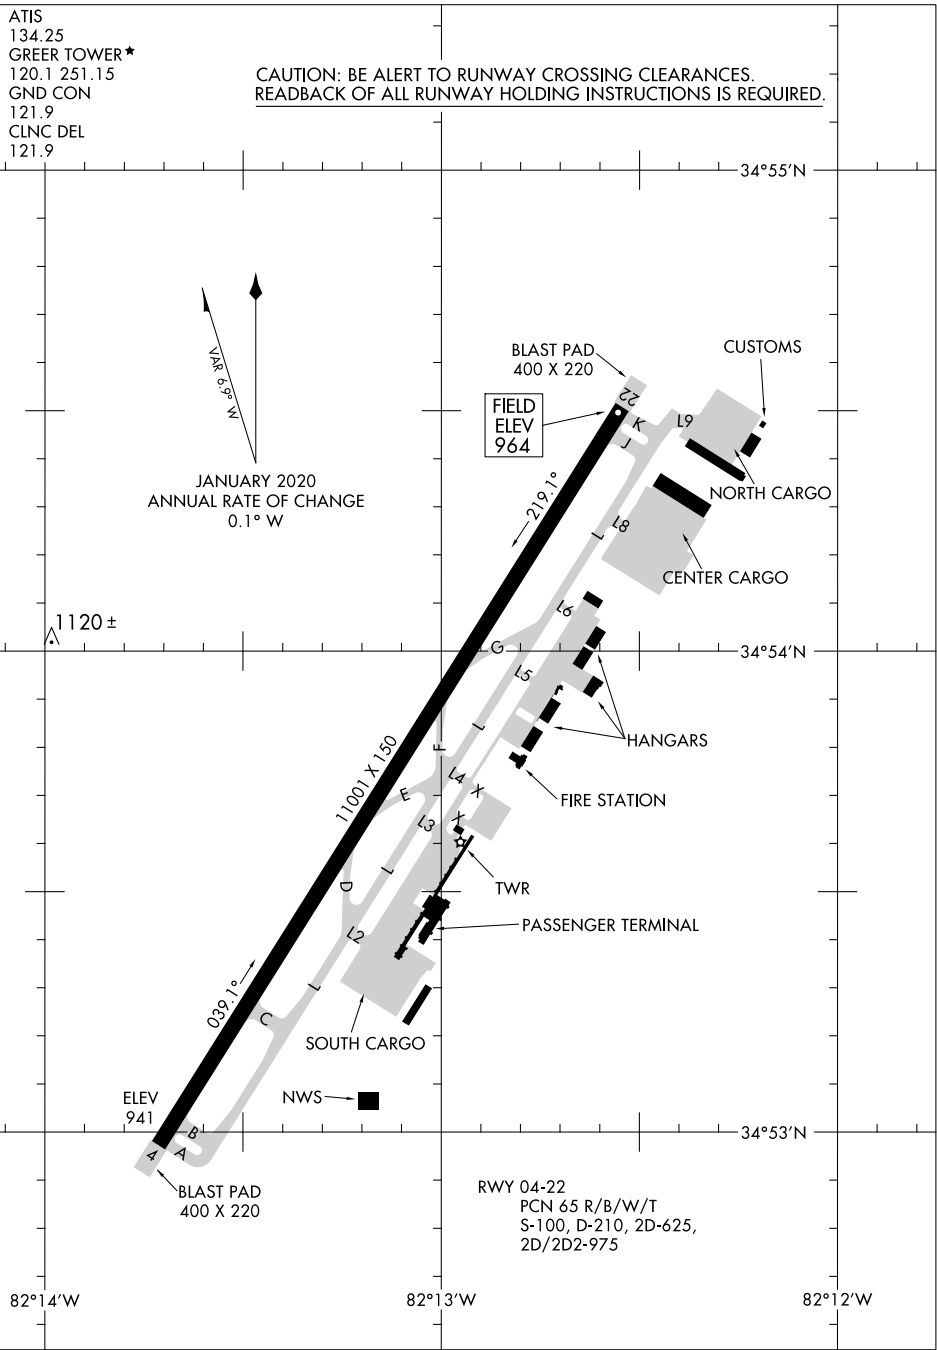 ATIS
134.25
GREER TOWER★
120.1 251.15
GND CON
121.9
CLNC DEL
121.9
CAUTION: BE ALERT TO RUNWAY CROSSING CLEARANCES.
READBACK OF ALL RUNWAY HOLDING INSTRUCTIONS IS REQUIRED.
34°55'N
VAR 6.9° W
JANUARY 2020
ANNUAL RATE OF CHANGE
0.1° W
BLAST PAD
400 X 220
CUSTOMS
22
FIELD
ELEV
964
K
J
L9
NORTH CARGO
219.1°
L8
L
CENTER CARGO
L6
1120 ±
34°54'N
G
L5
HANGARS
L
F
11001 X 150
L4
X
E
FIRE STATION
L3
X
L
D
TWR
PASSENGER TERMINAL
L2
L
039.1°
C
SOUTH CARGO
NWS
ELEV
941
B
A
4
34°53'N
BLAST PAD
400 X 220
RWY 04-22
PCN 65 R/B/W/T
S-100, D-210, 2D-625,
2D/2D2-975
82°14'W
82°13'W
82°12'W